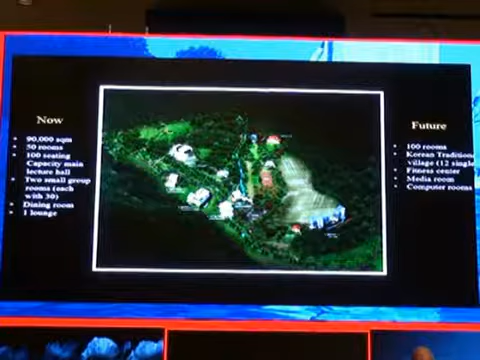 Now
90,000 sqm
50 rooms
100 seating
Capacity main
lecture hall
Two small group
rooms (each
with 30)
Dining room
1 lounge
Future
100 rooms
Korean Tradition
village (12 single
Fitness center
Media room
Computer rooms